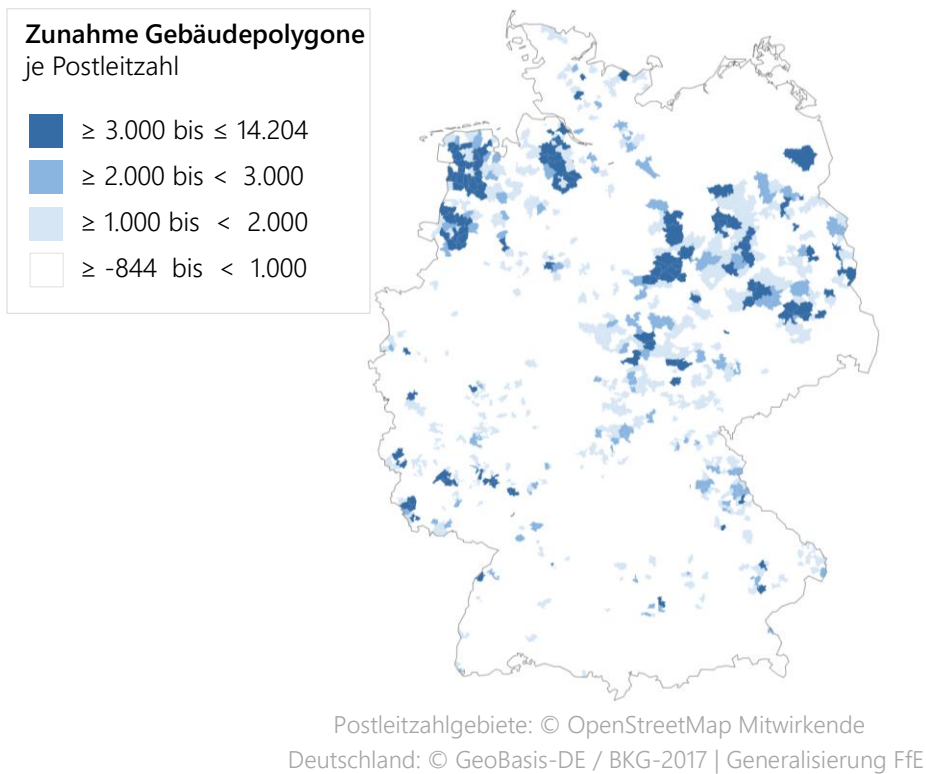 Zunahme Gebäudepolygone
je Postleitzahl
≥ 3.000 bis ≤ 14.204
≥ 2.000 bis < 3.000
≥ 1.000 bis < 2.000
≥ -844 bis < 1.000
Postleitzahlgebiete: © OpenStreetMap Mitwirkende
Deutschland: © GeoBasis-DE / BKG-2017 | Generalisierung FfE